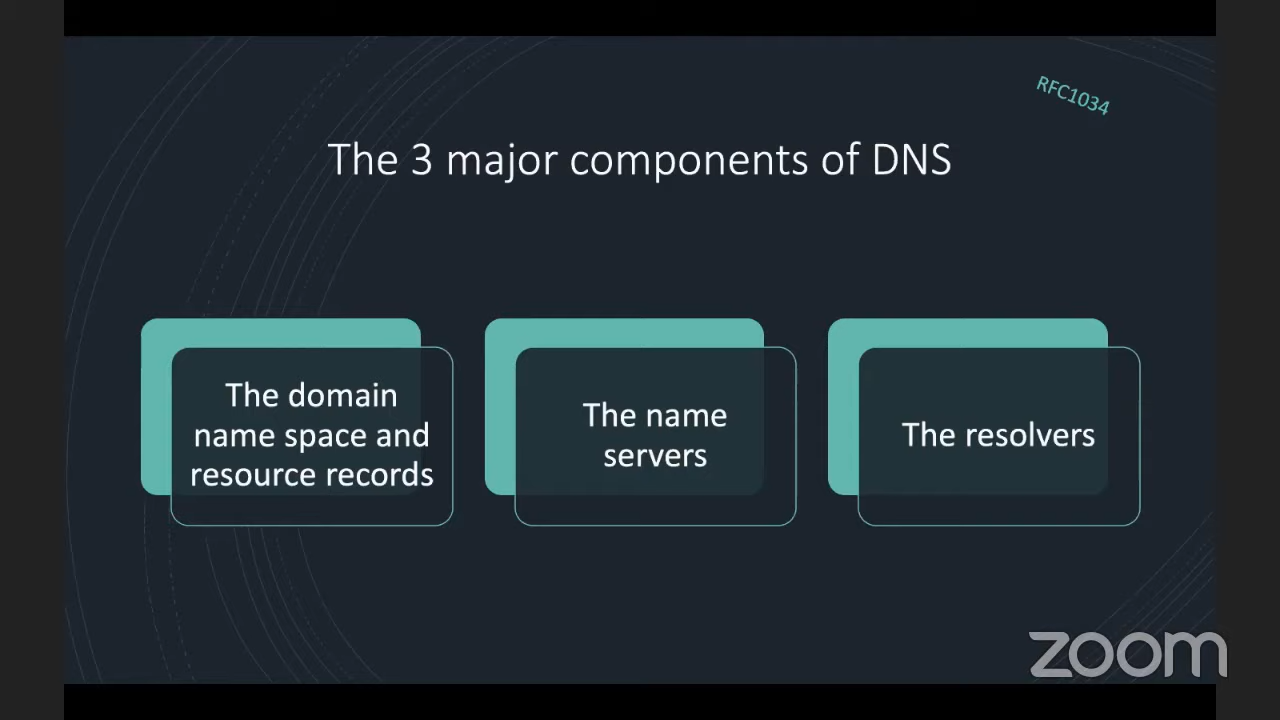 RFC1034
The 3 major components of DNS
The domain
name space and
resource records
The name
servers
The resolvers
zoom